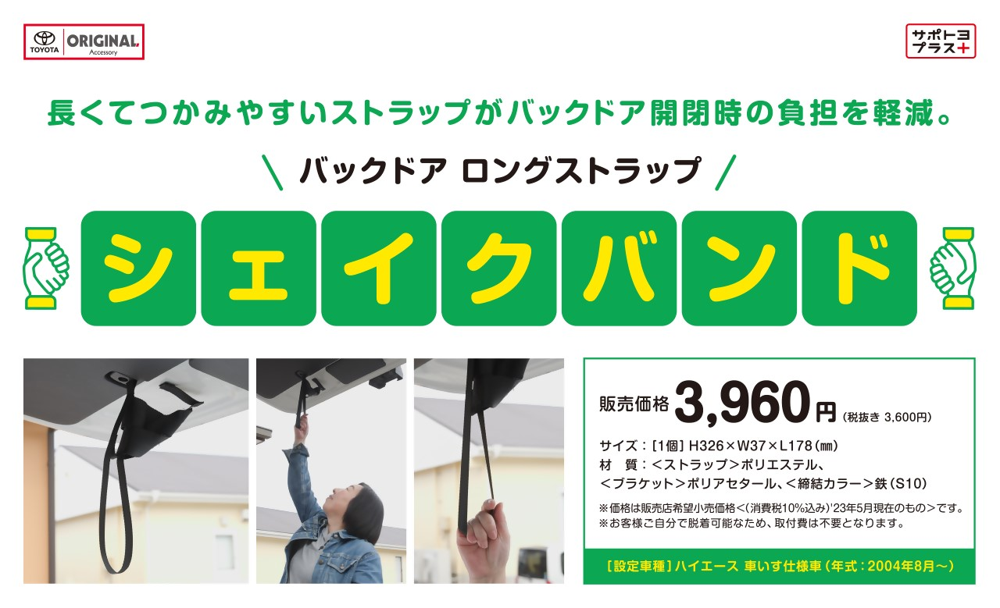 TOYOTA
ORIGINAL
Accessory
サポトヨ
プラス+
長くてつかみやすいストラップがバックドア開閉時の負担を軽減。
\ バックドア ロングストラップ /
シェイクバンド
販売価格 3,960円 (税抜き 3,600円)
サイズ：[1個] H326×W37×L178(㎜)
材　質：＜ストラップ＞ポリエステル、
＜ブラケット＞ポリアセタール、＜締結カラー＞鉄(S10)
※価格は販売店希望小売価格＜(消費税10%込み)'23年5月現在のもの＞です。
※お客様ご自分で脱着可能なため、取付費は不要となります。
[設定車種]ハイエース 車いす仕様車(年式：2004年8月～)